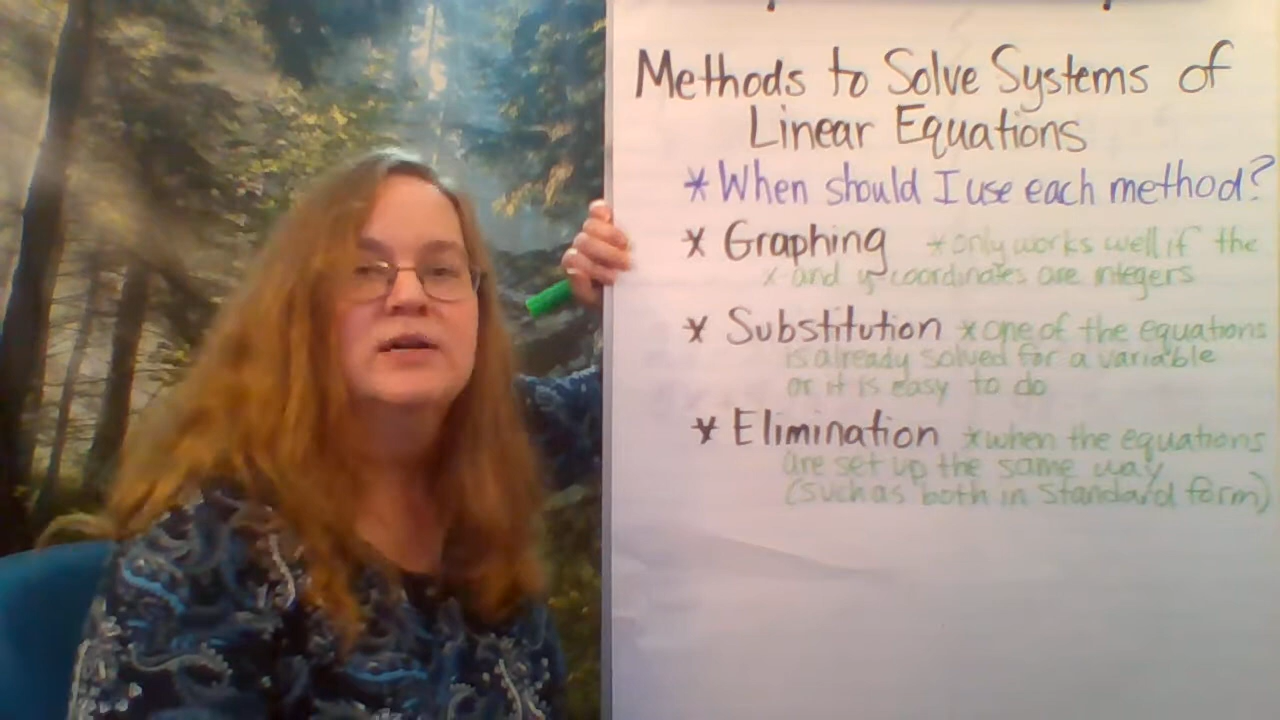 Methods to Solve Systems of
Linear Equations
* When should I use each method?
* Graphing * only works well if the
x- and y-coordinates are integers
* Substitution * one of the equations
is already solved for a variable
or it is easy to do
* Elimination * when the equations
are set up the same way
(such as both in standard form)